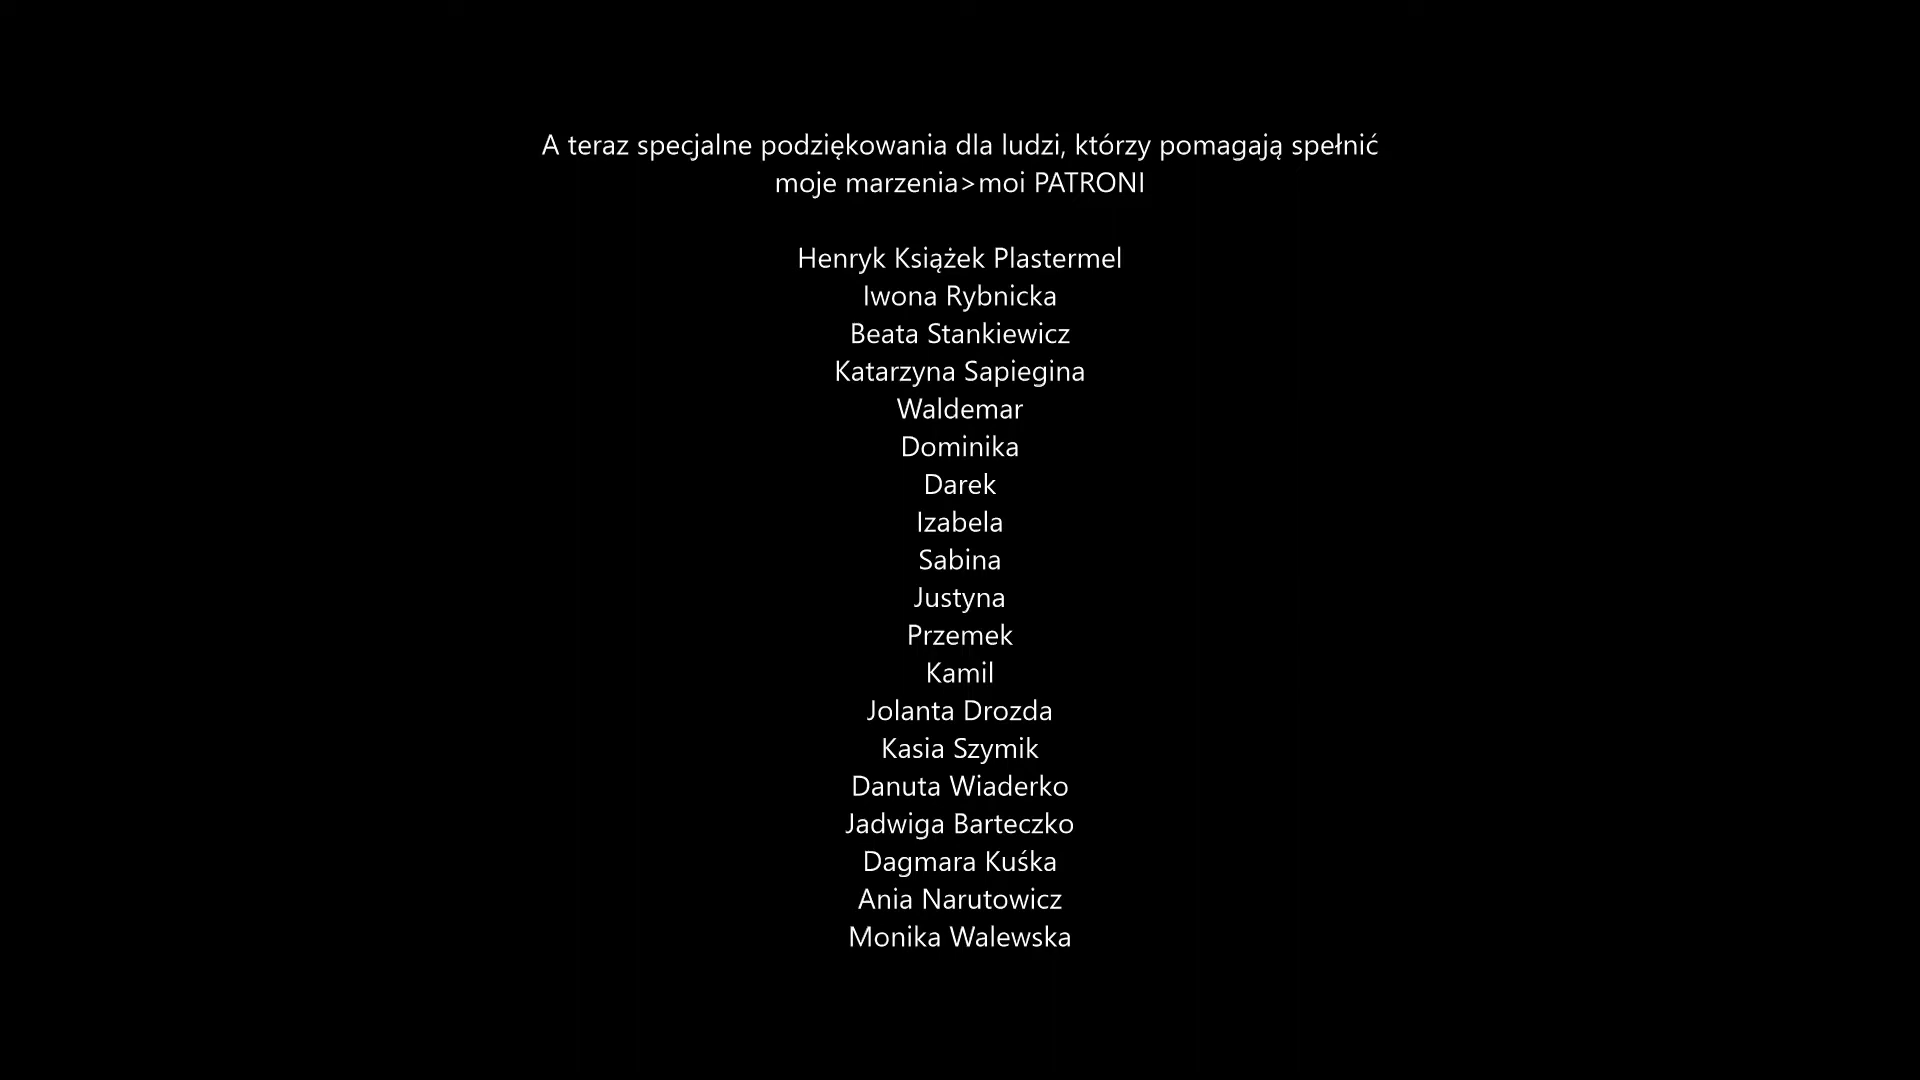 A teraz specjalne podziękowania dla ludzi, którzy pomagają spełnić
moje marzenia>moi PATRONI
Henryk Książek Plastermel
Iwona Rybnicka
Beata Stankiewicz
Katarzyna Sapiegina
Waldemar
Dominika
Darek
Izabela
Sabina
Justyna
Przemek
Kamil
Jolanta Drozda
Kasia Szymik
Danuta Wiaderko
Jadwiga Barteczko
Dagmara Kuśka
Ania Narutowicz
Monika Walewska